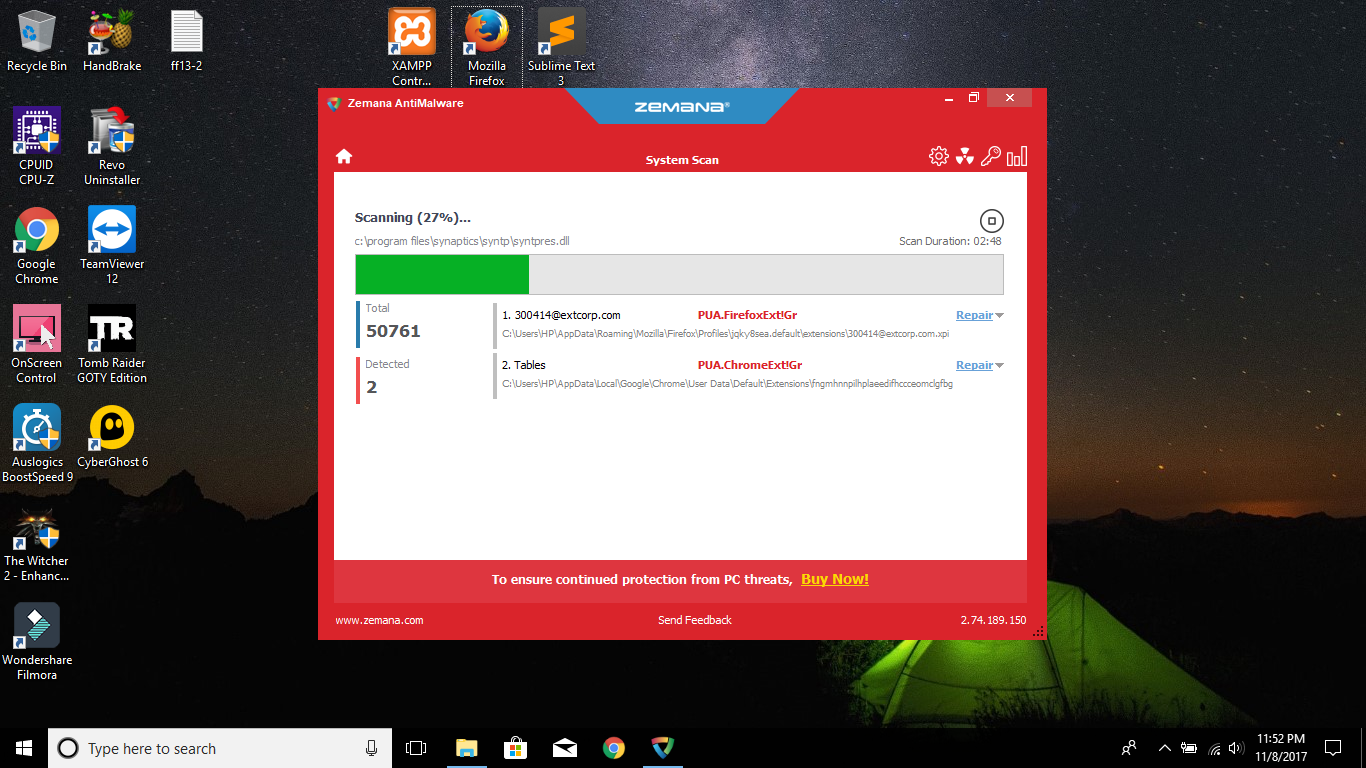 Recycle Bin
HandBrake
ff13-2
XAMPP
Contr...
Mozilla
Firefox
Sublime Text
3
CPUID
CPU-Z
Revo
Uninstaller
Google
Chrome
TeamViewer
12
OnScreen
Control
TR
Tomb Raider
GOTY Edition
Auslogics
BoostSpeed 9
CyberGhost 6
The Witcher
2 - Enhanc...
Wondershare
Filmora
Zemana AntiMalware
ZEMANA®
System Scan
Scanning (27%)...
c:\program files\synaptics\syntp\syntpres.dll
Scan Duration: 02:48
Total
50761
Detected
2
1. 300414@extcorp.com PUA.FirefoxExt!Gr Repair
C:\Users\HP\AppData\Roaming\Mozilla\Firefox\Profiles\jqky8sea.default\extensions\300414@extcorp.com.xpi
2. Tables PUA.ChromeExt!Gr Repair
C:\Users\HP\AppData\Local\Google\Chrome\User Data\Default\Extensions\fngmhnnpilhplaeedifhccceomclgfbg
To ensure continued protection from PC threats, Buy Now!
www.zemana.com
Send Feedback
2.74.189.150
Type here to search
11:52 PM
11/8/2017